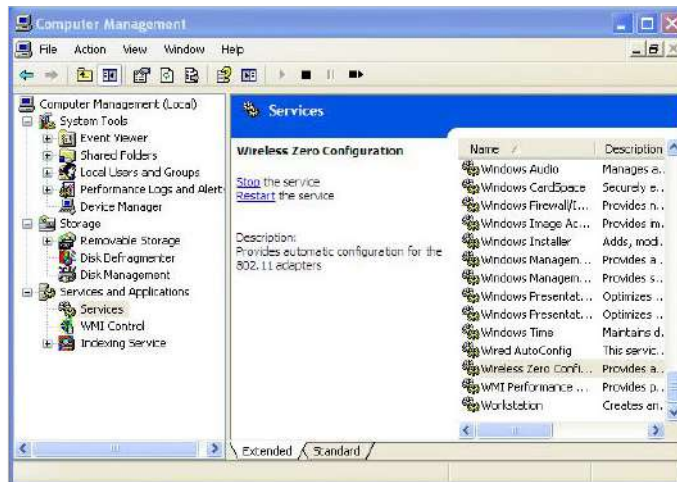 Computer Management
File Action View Window Help
Computer Management (Local)
System Tools
Event Viewer
Shared Folders
Local Users and Groups
Performance Logs and Alert
Device Manager
Storage
Removable Storage
Disk Defragmenter
Disk Management
Services and Applications
Services
WMI Control
Indexing Service
Services
Wireless Zero Configuration
Stop the service
Restart the service
Description:
Provides automatic configuration for the
802.11 adapters
Name Description
Windows Audio Manages a..
Windows CardSpace Securely e..
Windows Firewall/I... Provides n..
Windows Image Ac... Provides im.
Windows Installer Adds, modi.
Windows Managem... Provides a .
Windows Managem... Provides s..
Windows Presentat... Optimizes ..
Windows Presentat... Optimizes ..
Windows Time Maintains d.
Wired AutoConfig This servic..
Wireless Zero Confi... Provides a..
WMI Performance ... Provides p..
Workstation Creates an..
Extended Standard